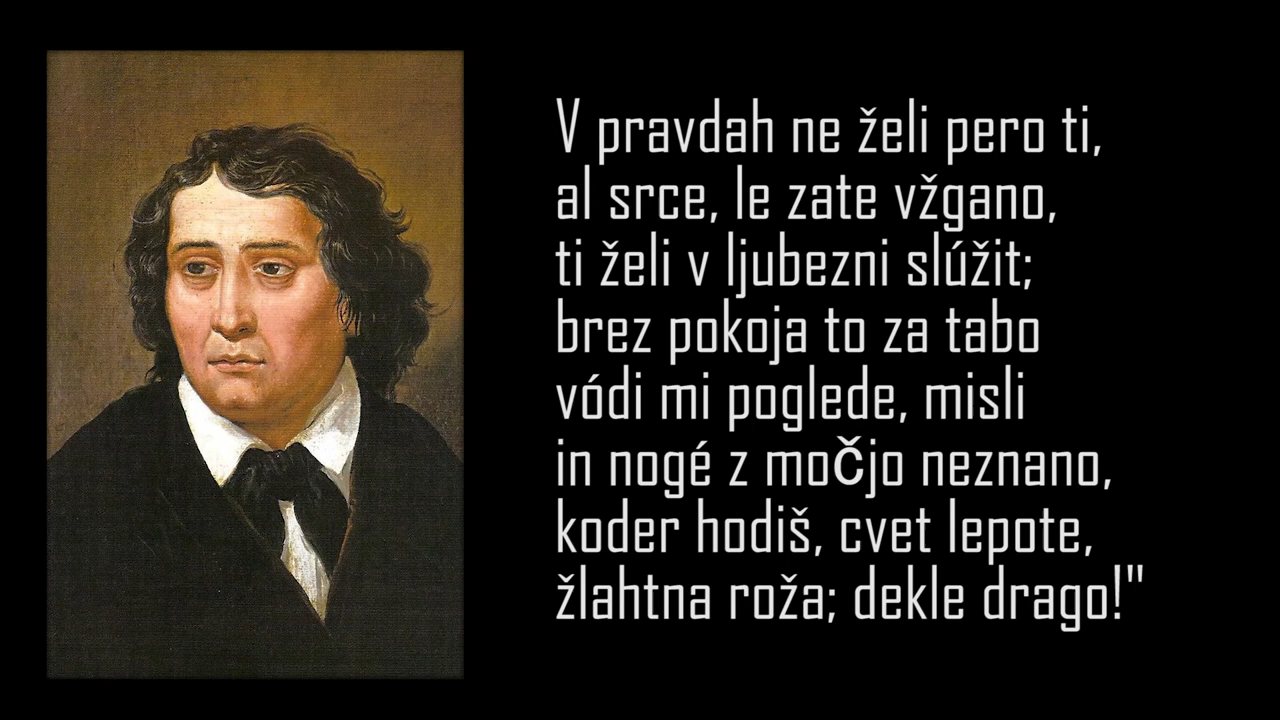 V pravdah ne želi pero ti,
al srce, le zate vžgano,
ti želi v ljubezni slúžit;
brez pokoja to za tabo
vódi mi poglede, misli
in nogé z močjo neznano,
koder hodiš, cvet lepote,
žlahtna roža; dekle drago!"